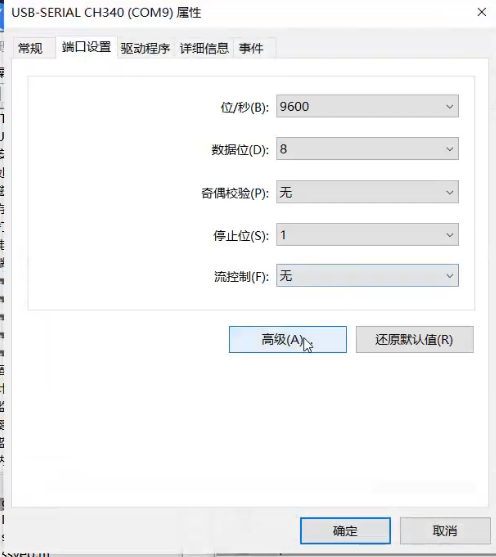 USB-SERIAL CH340 (COM9) 属性
常规 端口设置 驱动程序 详细信息 事件
位/秒(B): 9600
数据位(D): 8
奇偶校验(P): 无
停止位(S): 1
流控制(F): 无
高级(A)... 还原默认值(R)
确定 取消